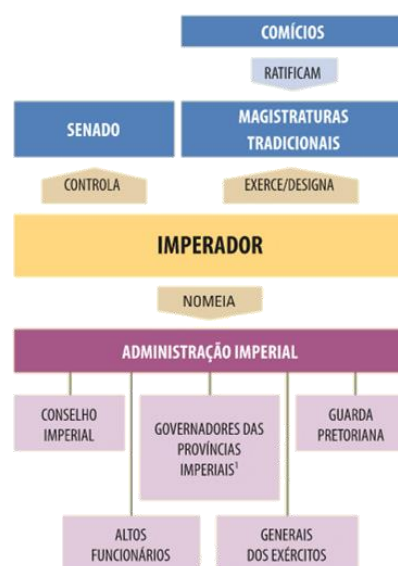 COMÍCIOS
RATIFICAM
SENADO
MAGISTRATURAS
TRADICIONAIS
CONTROLA
EXERCE/DESIGNA
IMPERADOR
NOMEIA
ADMINISTRAÇÃO IMPERIAL
CONSELHO
IMPERIAL
GOVERNADORES DAS
PROVÍNCIAS
IMPERIAIS¹
GUARDA
PRETORIANA
ALTOS
FUNCIONÁRIOS
GENERAIS
DOS EXÉRCITOS